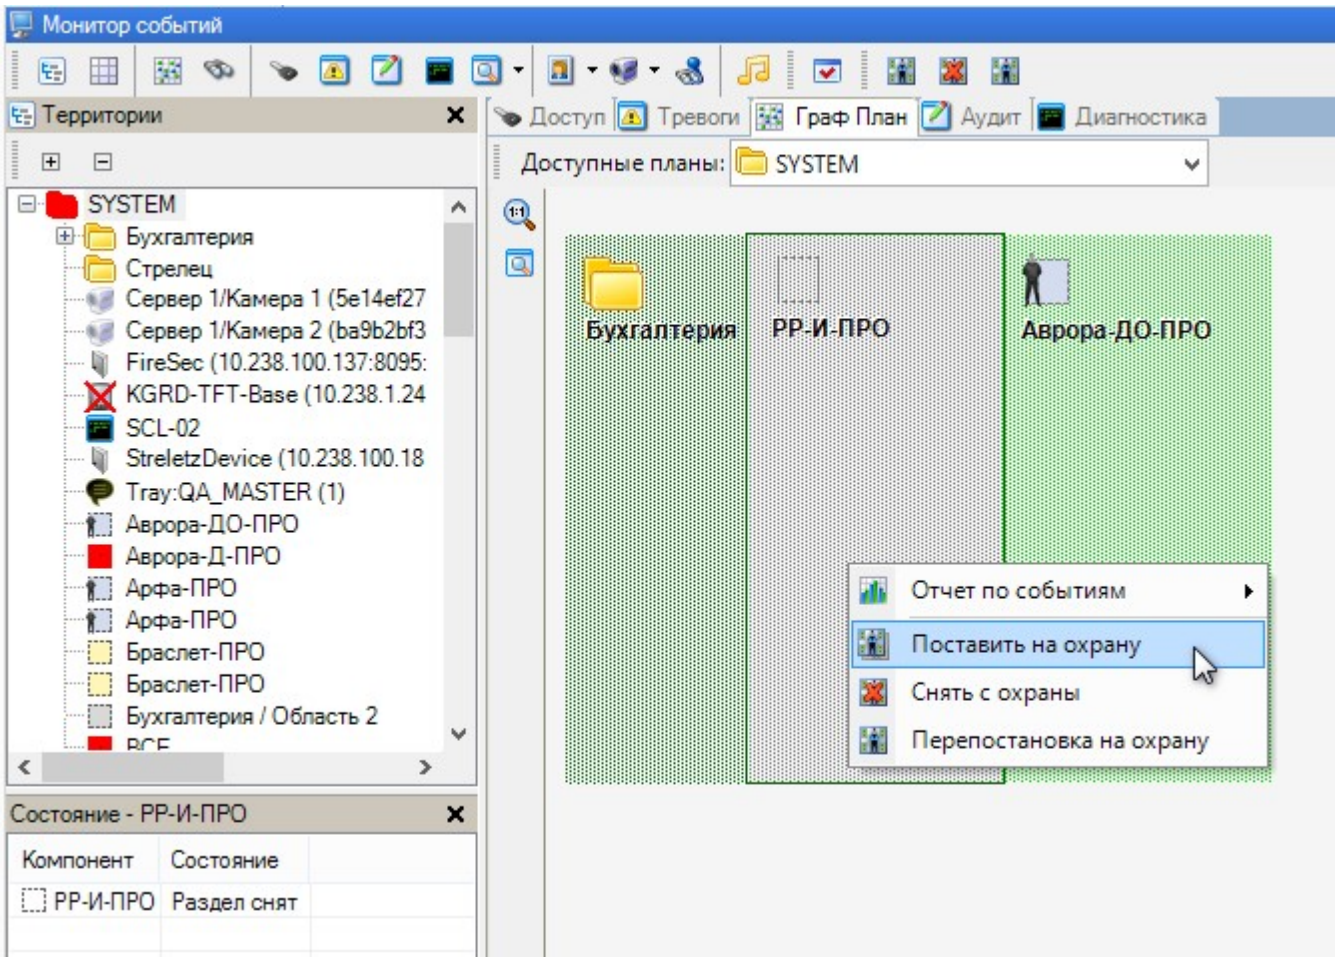 Монитор событий
Территории
Доступ
Тревоги
Граф План
Аудит
Диагностика
Доступные планы:
SYSTEM
1:1
SYSTEM
Бухгалтерия
Стрелец
Сервер 1/Камера 1 (5e14ef27
Сервер 1/Камера 2 (ba9b2bf3
FireSec (10.238.100.137:8095:
KGRD-TFT-Base (10.238.1.24
SCL-02
StreletzDevice (10.238.100.18
Tray:QA_MASTER (1)
Аврора-ДО-ПРО
Аврора-Д-ПРО
Арфа-ПРО
Арфа-ПРО
Браслет-ПРО
Браслет-ПРО
Бухгалтерия / Область 2
ВСЕ
Бухгалтерия
РР-И-ПРО
Аврора-ДО-ПРО
Отчет по событиям
Поставить на охрану
Снять с охраны
Перепостановка на охрану
Состояние - РР-И-ПРО
Компонент Состояние
РР-И-ПРО Раздел снят